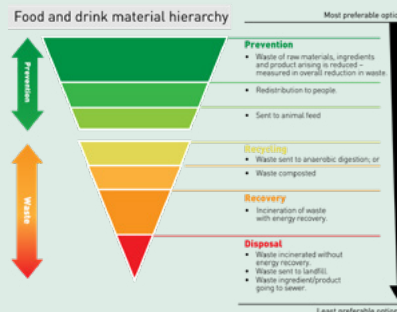 Food and drink material hierarchy
Most preferable optio
Prevention
Prevention
• Waste of raw materials, ingredients
and product arising is reduced –
measured in overall reduction in waste.
• Redistribution to people.
• Sent to animal feed
Waste
Recycling
• Waste sent to anaerobic digestion; or
• Waste composted
Recovery
• Incineration of waste
with energy recovery.
Disposal
• Waste incinerated without
energy recovery.
• Waste sent to landfill.
• Waste ingredient/product
going to sewer.
Least preferable optio